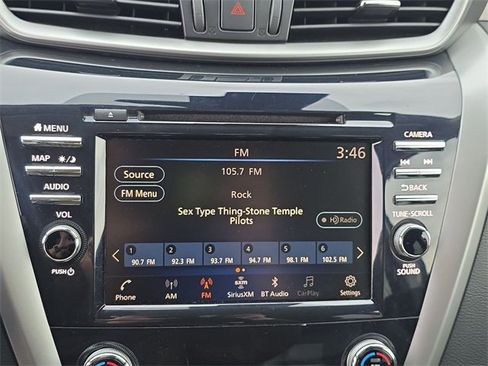 MENU
CAMERA
FM
3:46
MAP
Source
105.7 FM
FM Menu
Rock
BACK
AUDIO
Sex Type Thing-Stone Temple
Pilots
HD Radio
VOL
TUNE·SCROLL
1 2 3 4 5 6
90.7 FM 92.3 FM 93.7 FM 94.7 FM 98.1 FM 102.5 FM
PUSH
PUSH
SOUND
Phone AM FM SiriusXM BT Audio CarPlay Settings